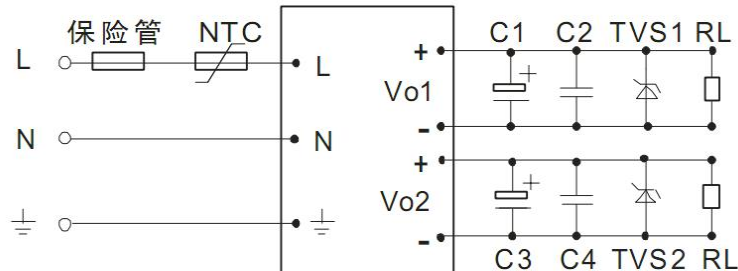 保险管 NTC C1 C2 TVS1 RL
L L + Vo1 -
N N
+ Vo2 -
C3 C4 TVS2 RL